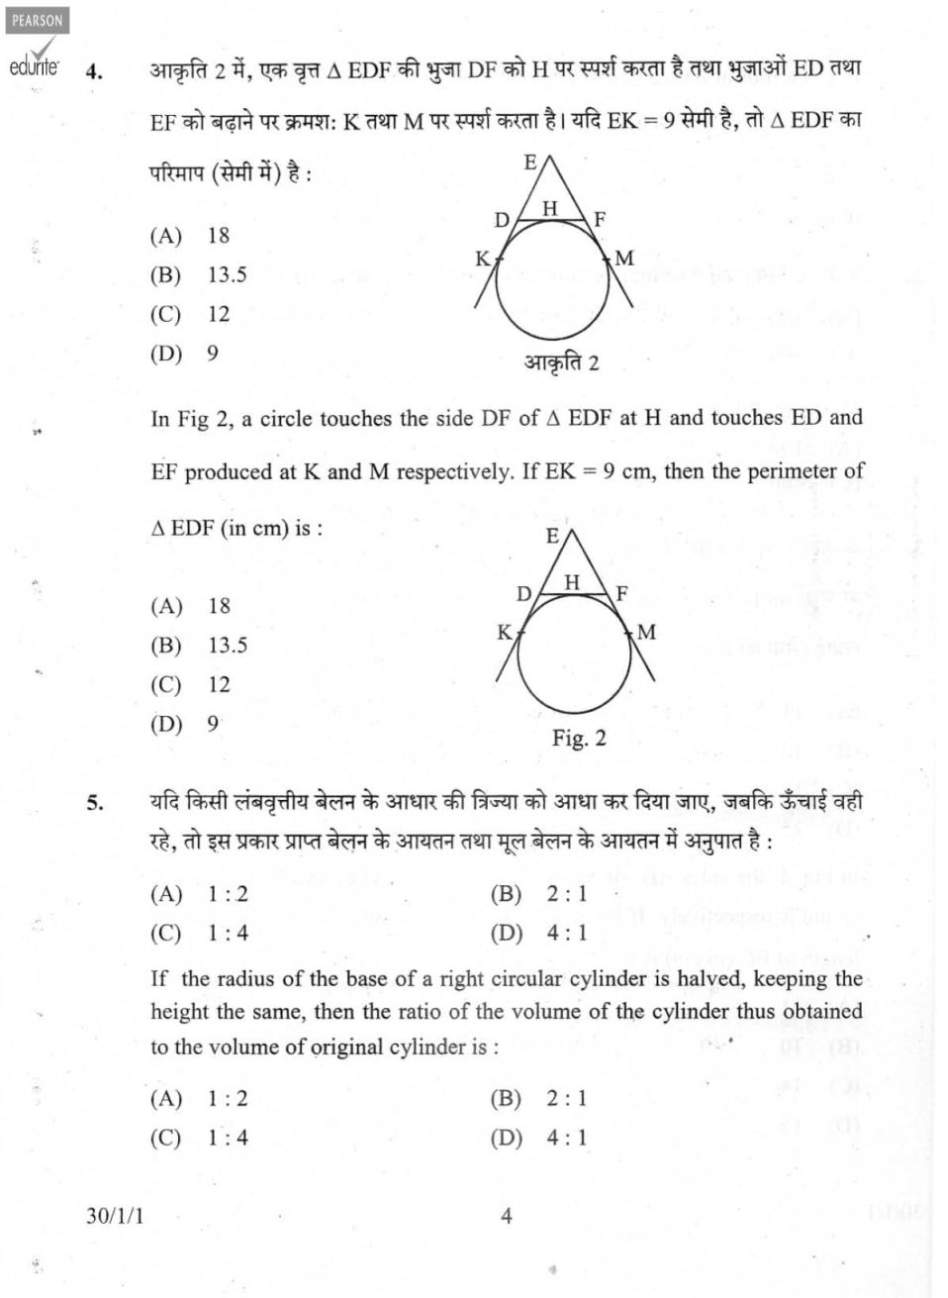 PEARSON
edurite
4. आकृति 2 में, एक वृत्त Δ EDF की भुजा DF को H पर स्पर्श करता है तथा भुजाओं ED तथा
EF को बढ़ाने पर क्रमश: K तथा M पर स्पर्श करता है। यदि EK = 9 सेमी है, तो Δ EDF का
परिमाप (सेमी में) है :
E
D H F
K M
(A) 18
(B) 13.5
(C) 12
(D) 9
आकृति 2
In Fig 2, a circle touches the side DF of Δ EDF at H and touches ED and
EF produced at K and M respectively. If EK = 9 cm, then the perimeter of
Δ EDF (in cm) is :
E
D H F
K M
(A) 18
(B) 13.5
(C) 12
(D) 9
Fig. 2
5. यदि किसी लंबवृत्तीय बेलन के आधार की त्रिज्या को आधा कर दिया जाए, जबकि ऊँचाई वही
रहे, तो इस प्रकार प्राप्त बेलन के आयतन तथा मूल बेलन के आयतन में अनुपात है :
(A) 1 : 2 (B) 2 : 1
(C) 1 : 4 (D) 4 : 1
If the radius of the base of a right circular cylinder is halved, keeping the
height the same, then the ratio of the volume of the cylinder thus obtained
to the volume of original cylinder is :
(A) 1 : 2 (B) 2 : 1
(C) 1 : 4 (D) 4 : 1
30/1/1 4